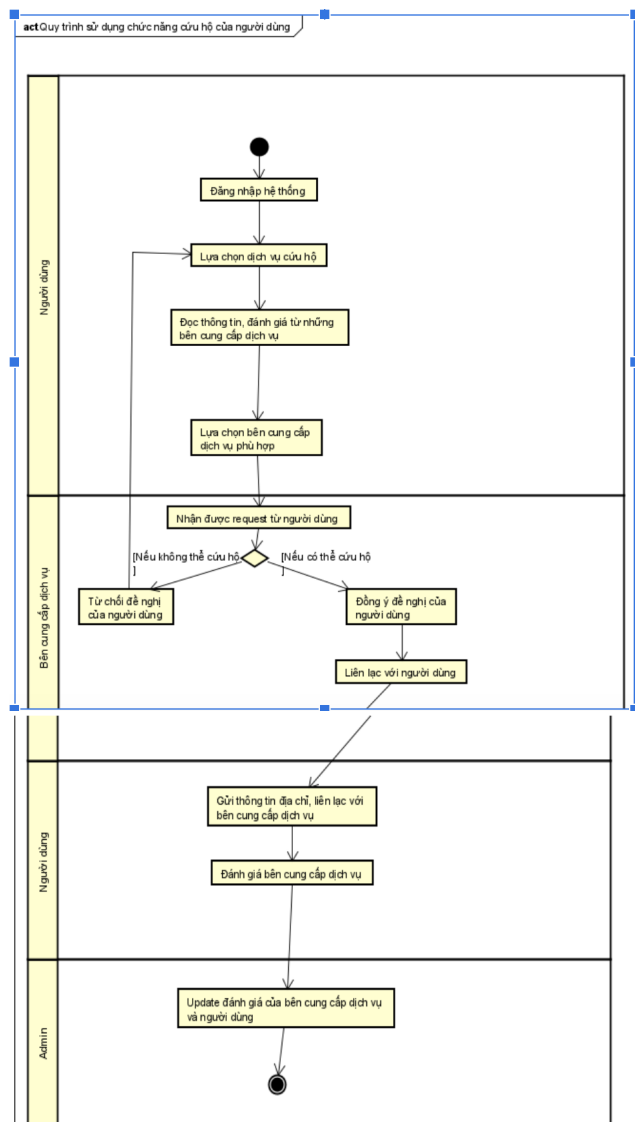 act Quy trình sử dụng chức năng cứu hộ của người dùng
Người dùng
Đăng nhập hệ thống
Lựa chọn dịch vụ cứu hộ
Đọc thông tin, đánh giá từ những
bên cung cấp dịch vụ
Lựa chọn bên cung cấp
dịch vụ phù hợp
Bên cung cấp dịch vụ
Nhận được request từ người dùng
[Nếu không thể cứu hộ
]
[Nếu có thể cứu hộ
]
Từ chối đề nghị
của người dùng
Đồng ý đề nghị của
người dùng
Liên lạc với người dùng
Người dùng
Gửi thông tin địa chỉ, liên lạc với
bên cung cấp dịch vụ
Đánh giá bên cung cấp dịch vụ
Admin
Update đánh giá của bên cung cấp dịch vụ
và người dùng